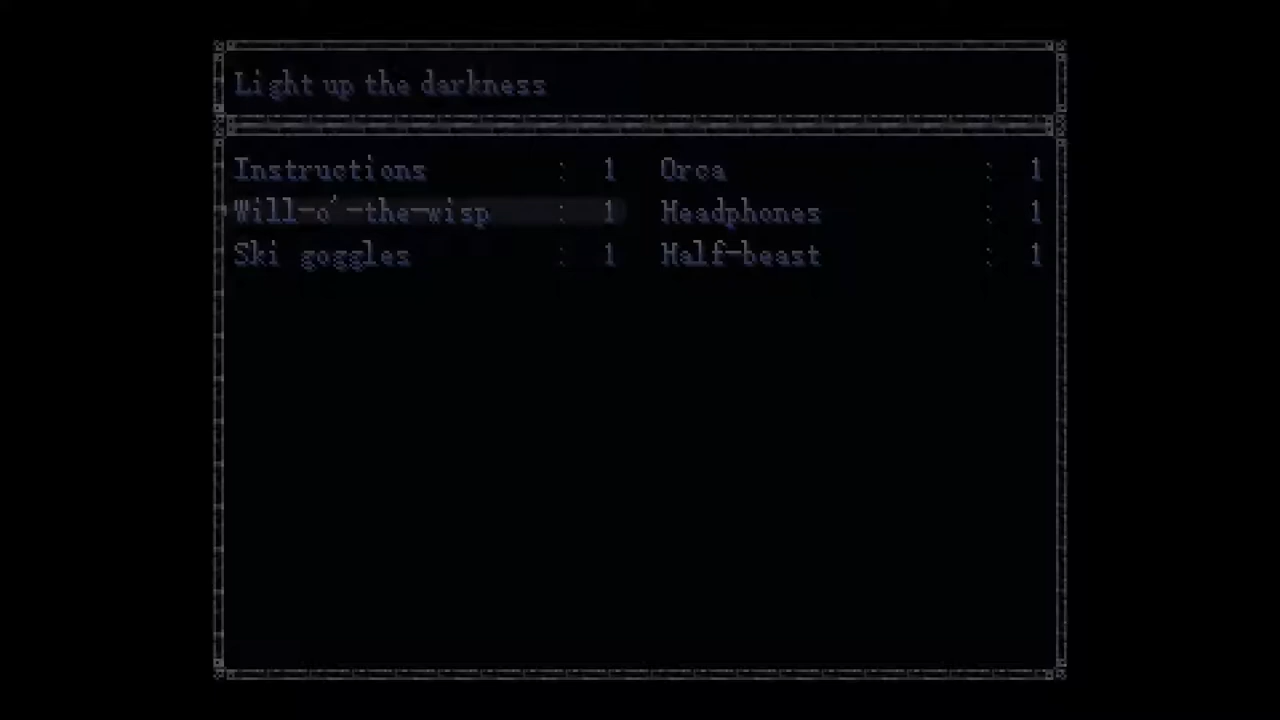 Light up the darkness
Instructions : 1 Orca : 1
Will-o'-the-wisp : 1 Headphones : 1
Ski goggles : 1 Half-beast : 1